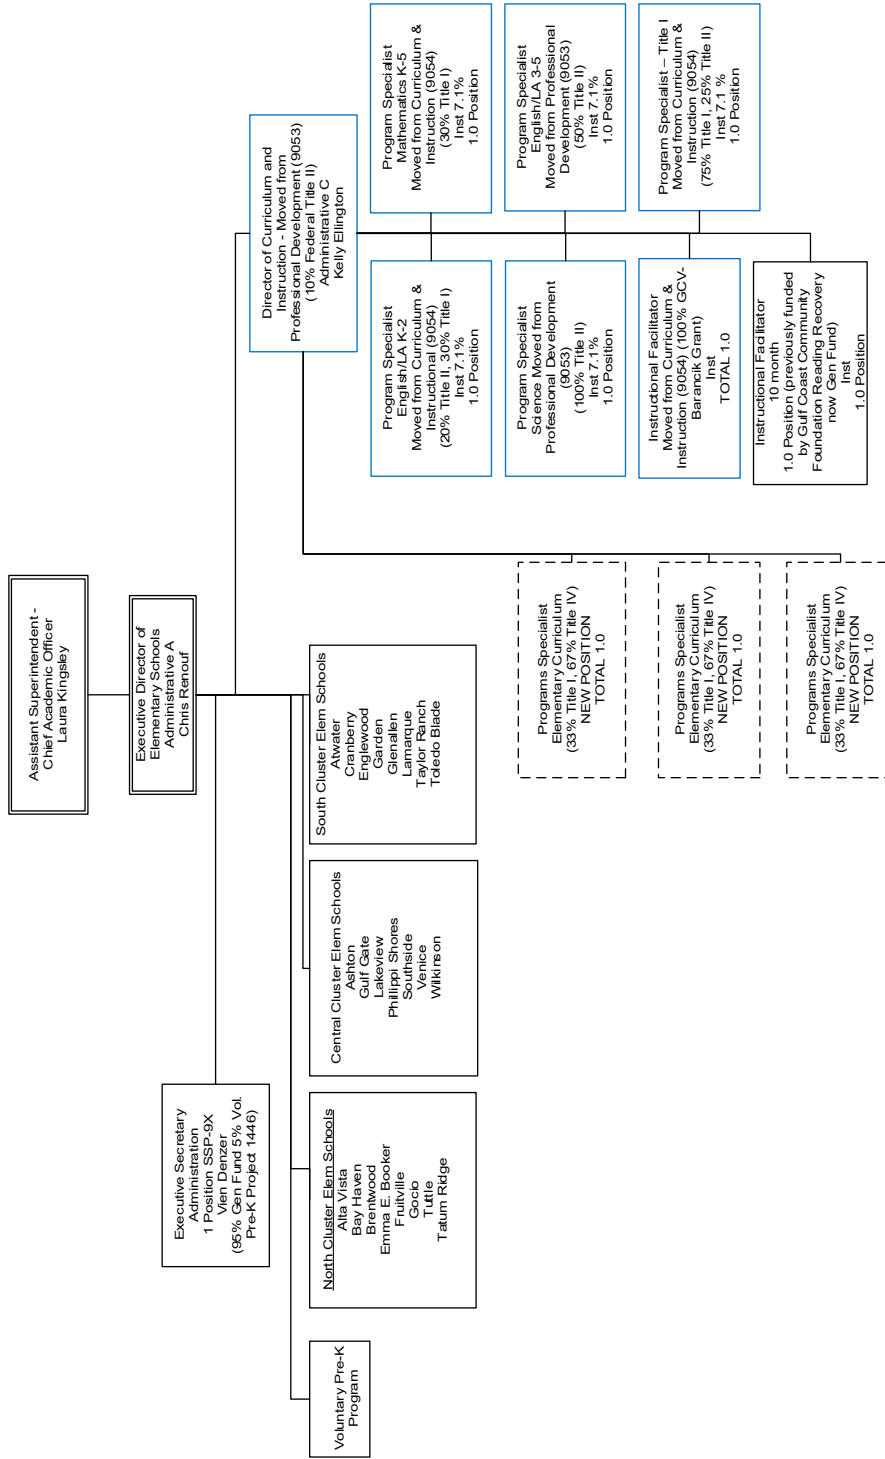 Assistant Superintendent -
Chief Academic Officer
Laura Kingsley
Executive Director of
Elementary Schools
Administrative A
Chris Renouf
Executive Secretary
Administration
1 Position SSP-9X
Vien Denzer
(95% Gen Fund 5% Vol.
Pre-K Project 1446)
Director of Curriculum and
Instruction - Moved from
Professional Development (9053)
(10% Federal Title II)
Administrative C
Kelly Ellington
Voluntary Pre-K
Program
North Cluster Elem Schools
Alta Vista
Bay Haven
Brentwood
Emma E. Booker
Fruitville
Gocio
Tuttle
Tatum Ridge
Central Cluster Elem Schools
Ashton
Gulf Gate
Lakeview
Phillippi Shores
Southside
Venice
Wilkinson
South Cluster Elem Schools
Atwater
Cranberry
Englewood
Garden
Glenallen
Lamarque
Taylor Ranch
Toledo Blade
Program Specialist
English/LA K-2
Moved from Curriculum &
Instructional (9054)
(20% Title II, 30% Title I)
Inst 7.1%
1.0 Position
Program Specialist
Mathematics K-5
Moved from Curriculum &
Instruction (9054)
(30% Title I)
Inst 7.1%
1.0 Position
Program Specialist
Science Moved from
Professional Development
(9053)
(100% Title II)
Inst 7.1%
1.0 Position
Program Specialist
English/LA 3-5
Moved from Professional
Development (9053)
(50% Title II)
Inst 7.1%
1.0 Position
Instructional Facilitator
Moved from Curriculum &
Instruction (9054) (100% GCV-
Barancik Grant)
Inst
TOTAL 1.0
Program Specialist – Title I
Moved from Curriculum &
Instruction (9054)
(75% Title I, 25% Title II)
Inst 7.1 %
1.0 Position
Instructional Facilitator
10 month
1.0 Position (previously funded
by Gulf Coast Community
Foundation Reading Recovery
now Gen Fund)
Inst
1.0 Position
Programs Specialist
Elementary Curriculum
(33% Title I, 67% Title IV)
NEW POSITION
TOTAL 1.0
Programs Specialist
Elementary Curriculum
(33% Title I, 67% Title IV)
NEW POSITION
TOTAL 1.0
Programs Specialist
Elementary Curriculum
(33% Title I, 67% Title IV)
NEW POSITION
TOTAL 1.0